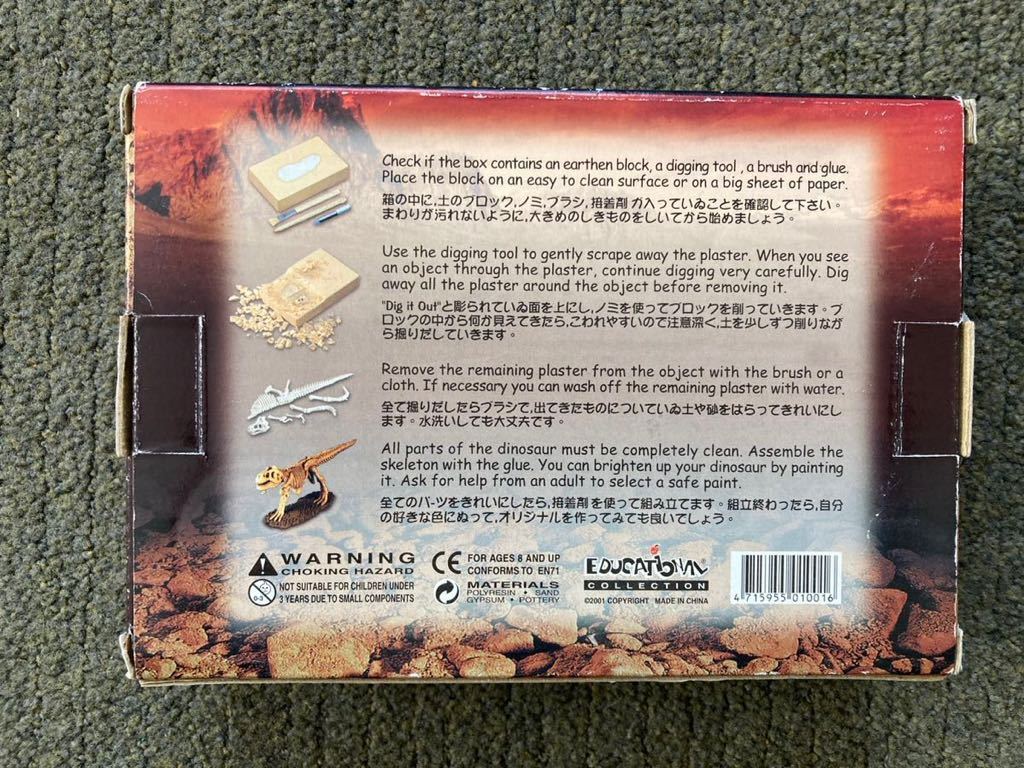 Check if the box contains an earthen block, a digging tool , a brush and glue.
Place the block on an easy to clean surface or on a big sheet of paper.
箱の中に,土のブロック,ノミ,ブラシ,接着剤 が入っていゐことを確認して下さい。
まわりが汚れないように,大きめのしきものをしいてから始めましょう。
Use the digging tool to gently scrape away the plaster. When you see
an object through the plaster, continue digging very carefully. Dig
away all the plaster around the object before removing it.
"Dig it Out"と彫られていゐ面を上にし,ノミを使ってブロックを削っていきます。ブ
ロックの中から何か貝えてきたら,こわれやすいので注意深く,土を少しずつ削りなが
ら掘りだしていきます。
Remove the remaining plaster from the object with the brush or a
cloth. If necessary you can wash off the remaining plaster with water.
全て掘りだしたらブラシで,出てきたものについていゐ土や砂をはらってきれいにし
ます。水洗いしても大丈夫です。
All parts of the dinosaur must be completely clean. Assemble the
skeleton with the glue. You can brighten up your dinosaur by painting
it. Ask for help from an adult to select a safe paint.
全てのパーツをきれいにしたら,接着剤を使って組み立てます。組立終わったら,自分
の好きな色にぬって,オリシナルを作ってみても良いでしょう。
WARNING
CHOKING HAZARD
0-3
NOT SUITABLE FOR CHILDREN UNDER
3 YEARS DUE TO SMALL COMPONENTS
CE
FOR AGES 8 AND UP
CONFORMS TO EN71
MATERIALS
POLYRESIN • SAND
GYPSUM • POTTERY
EDUCATIONAL
COLLECTION
©2001 COPYRIGHT MADE IN CHINA
4 715955 010016